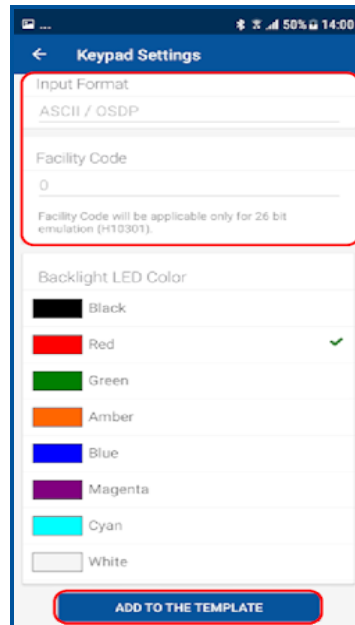 ... 50% 14:00
← Keypad Settings
Input Format
ASCII / OSDP
Facility Code
0
Facility Code will be applicable only for 26 bit
emulation (H10301).
Backlight LED Color
Black
Red
Green
Amber
Blue
Magenta
Cyan
White
ADD TO THE TEMPLATE